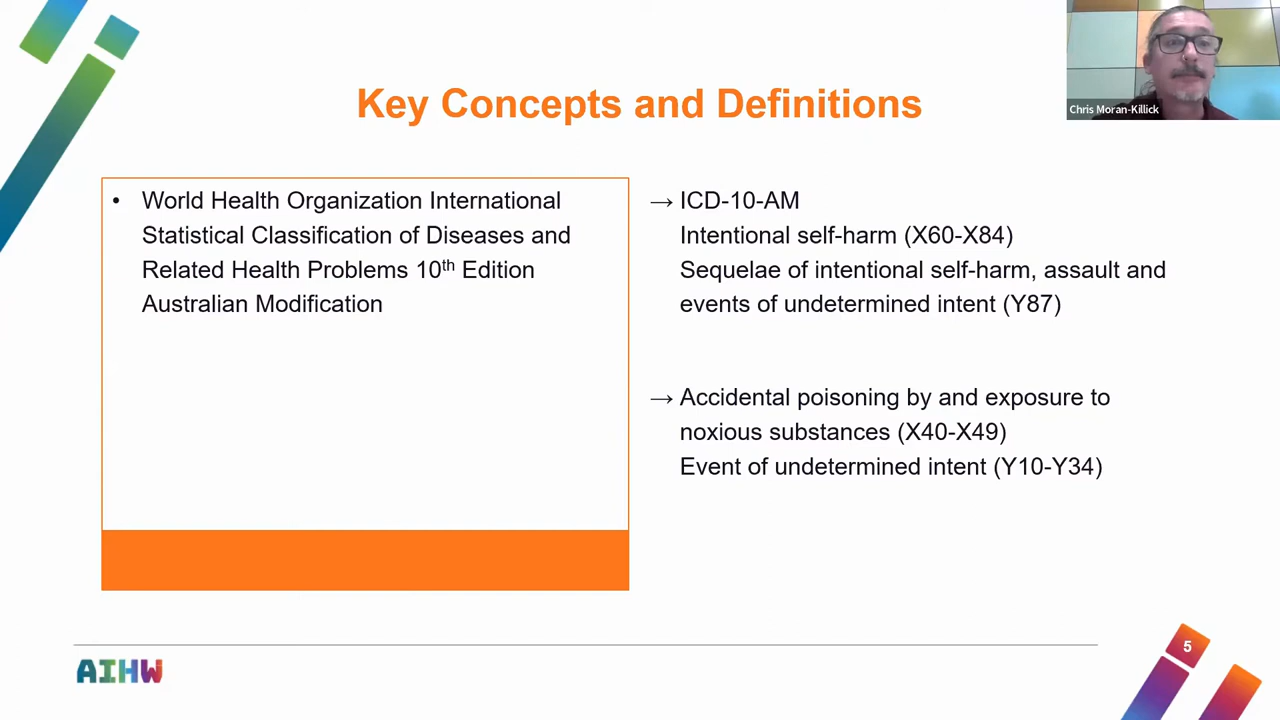 Key Concepts and Definitions
Chris Moran-Killick
• World Health Organization International
Statistical Classification of Diseases and
Related Health Problems 10th Edition
Australian Modification
→ ICD-10-AM
Intentional self-harm (X60-X84)
Sequelae of intentional self-harm, assault and
events of undetermined intent (Y87)
→ Accidental poisoning by and exposure to
noxious substances (X40-X49)
Event of undetermined intent (Y10-Y34)
AIHW
5